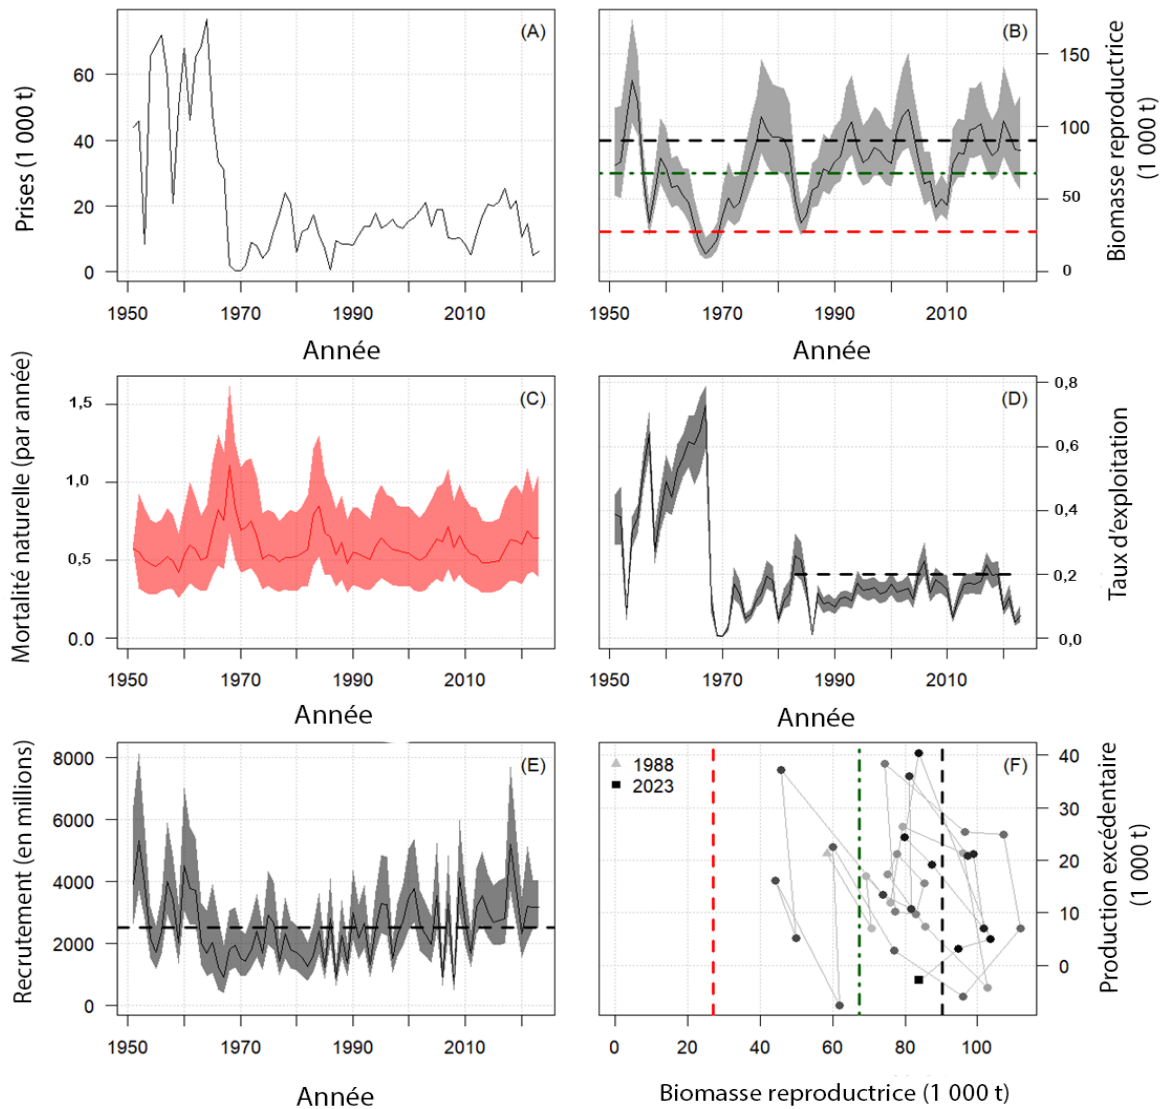 (A)
Prises (1 000 t)
60
40
20
0
1950
1970
1990
2010
Année
(B)
150
100
50
0
Biomasse reproductrice
(1 000 t)
1950
1970
1990
2010
Année
(C)
Mortalité naturelle (par année)
1,5
1,0
0,5
0.0
1950
1970
1990
2010
Année
(D)
0,8
0,6
0,4
0,2
0,0
Taux d'exploitation
1950
1970
1990
2010
Année
(E)
Recrutement (en millions)
8000
6000
4000
2000
0
1950
1970
1990
2010
Année
(F)
1988
2023
40
30
20
10
0
Production excédentaire
(1 000 t)
0
20
40
60
80
100
Biomasse reproductrice (1 000 t)